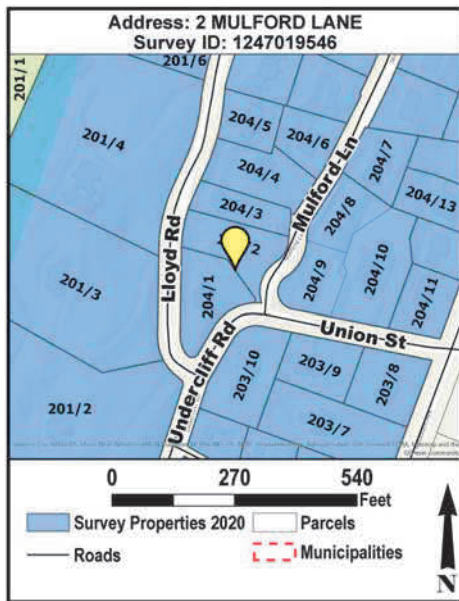 Address: 2 MULFORD LANE
Survey ID: 1247019546
201/1
201/6
201/4
204/5
204/6
204/7
204/4
Mulford-Ln
204/13
204/3
204/8
2
Lloyd-Rd
204/10
201/3
204/1
204/9
204/11
Undercliff-Rd
Union-St
203/10
203/9
203/8
201/2
203/7
0 270 540
Feet
Survey Properties 2020
Parcels
Roads
Municipalities
N